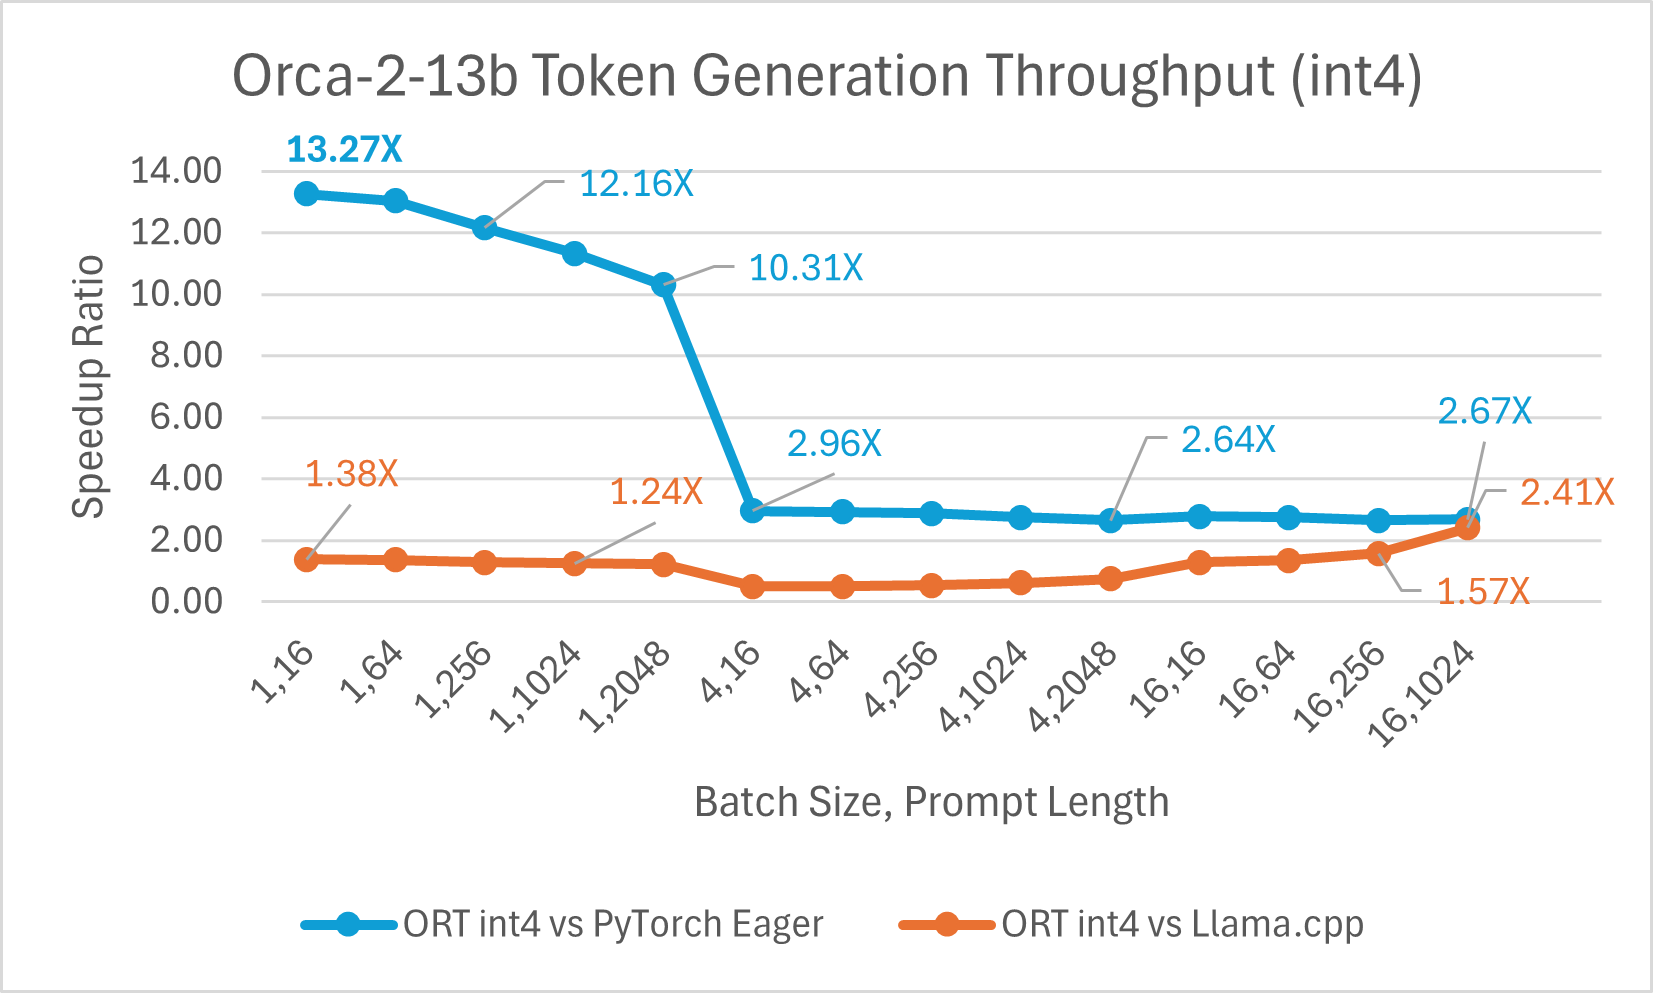 Orca-2-13b Token Generation Throughput (int4)
Speedup Ratio
14.00
12.00
10.00
8.00
6.00
4.00
2.00
0.00
13.27X
12.16X
10.31X
2.96X
2.64X
2.67X
1.38X
1.24X
2.41X
1.57X
1,16
1,64
1,256
1,1024
1,2048
4,16
4,64
4,256
4,1024
4,2048
16,16
16,64
16,256
16,1024
Batch Size, Prompt Length
ORT int4 vs PyTorch Eager
ORT int4 vs Llama.cpp